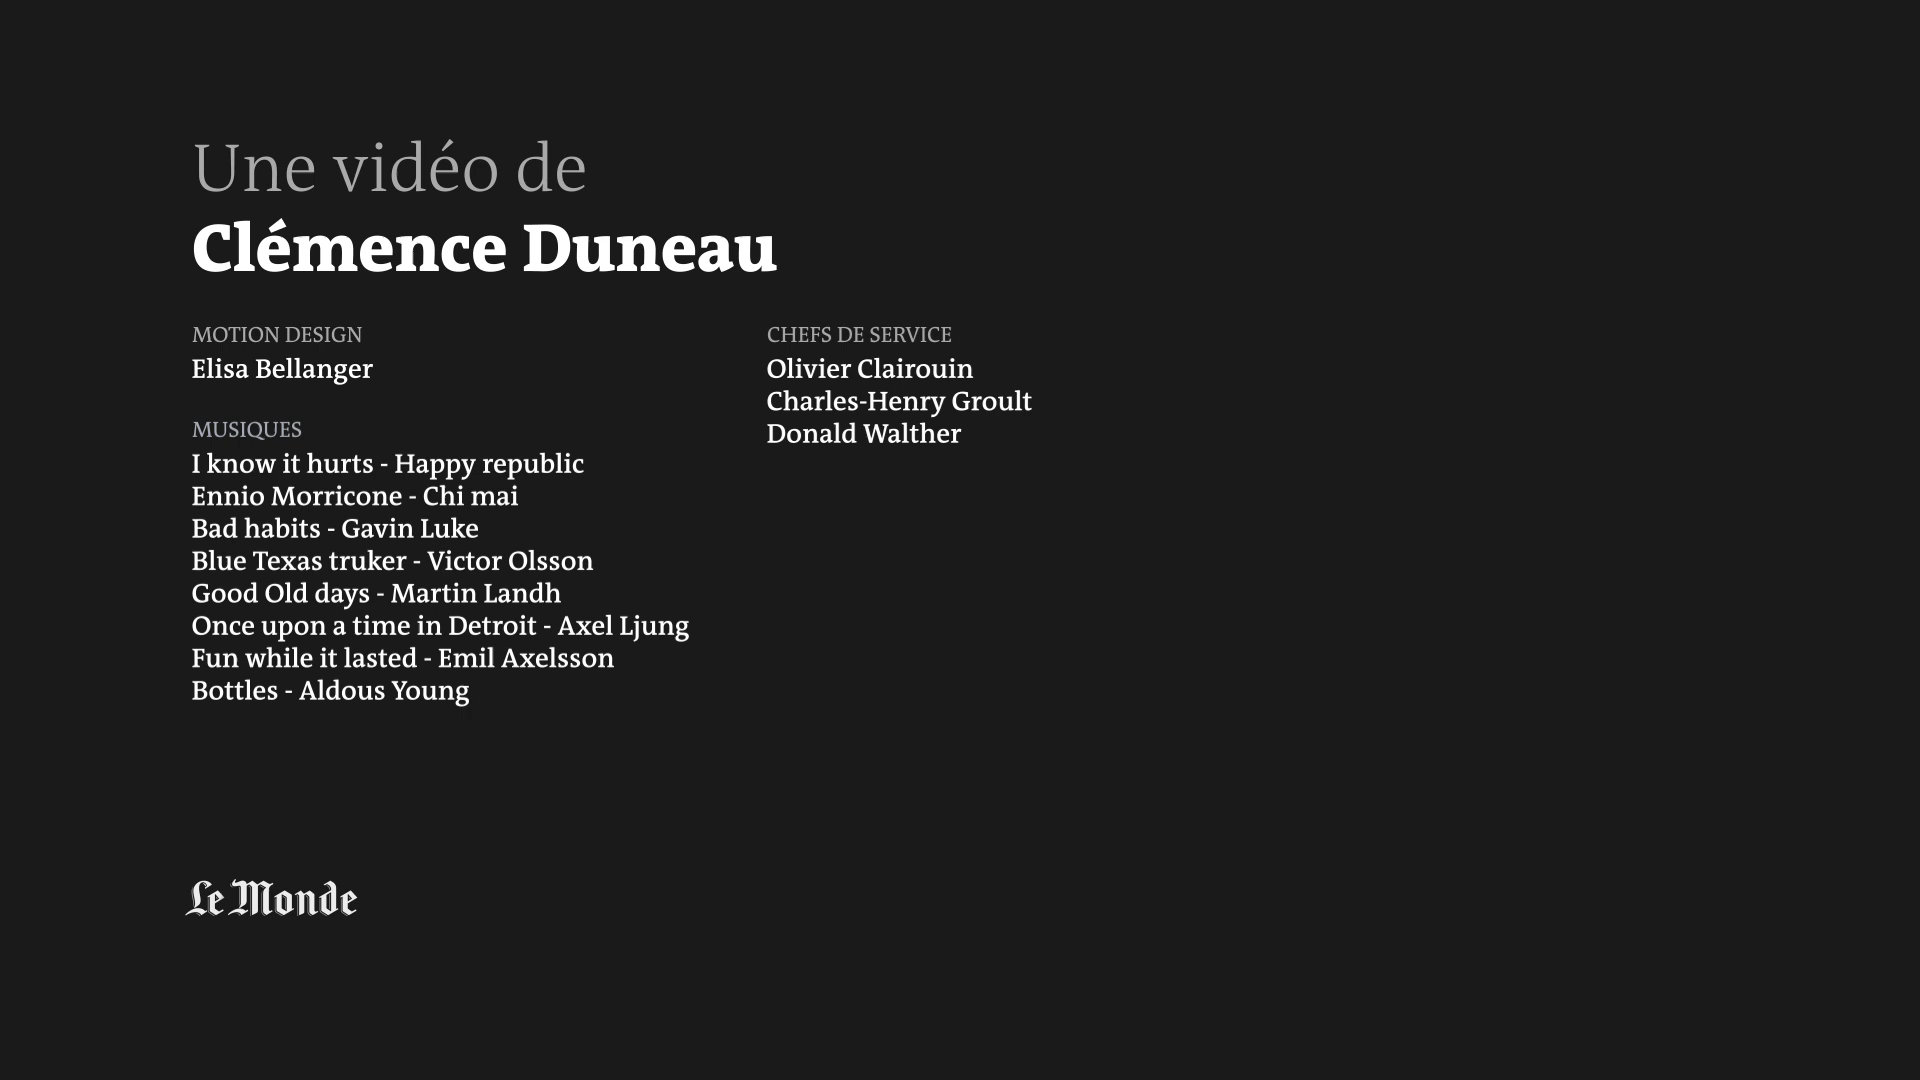 Une vidéo de
Clémence Duneau
MOTION DESIGN
Elisa Bellanger
MUSIQUES
I know it hurts - Happy republic
Ennio Morricone - Chi mai
Bad habits - Gavin Luke
Blue Texas truker - Victor Olsson
Good Old days - Martin Landh
Once upon a time in Detroit - Axel Ljung
Fun while it lasted - Emil Axelsson
Bottles - Aldous Young
CHEFS DE SERVICE
Olivier Clairouin
Charles-Henry Groult
Donald Walther
Le Monde